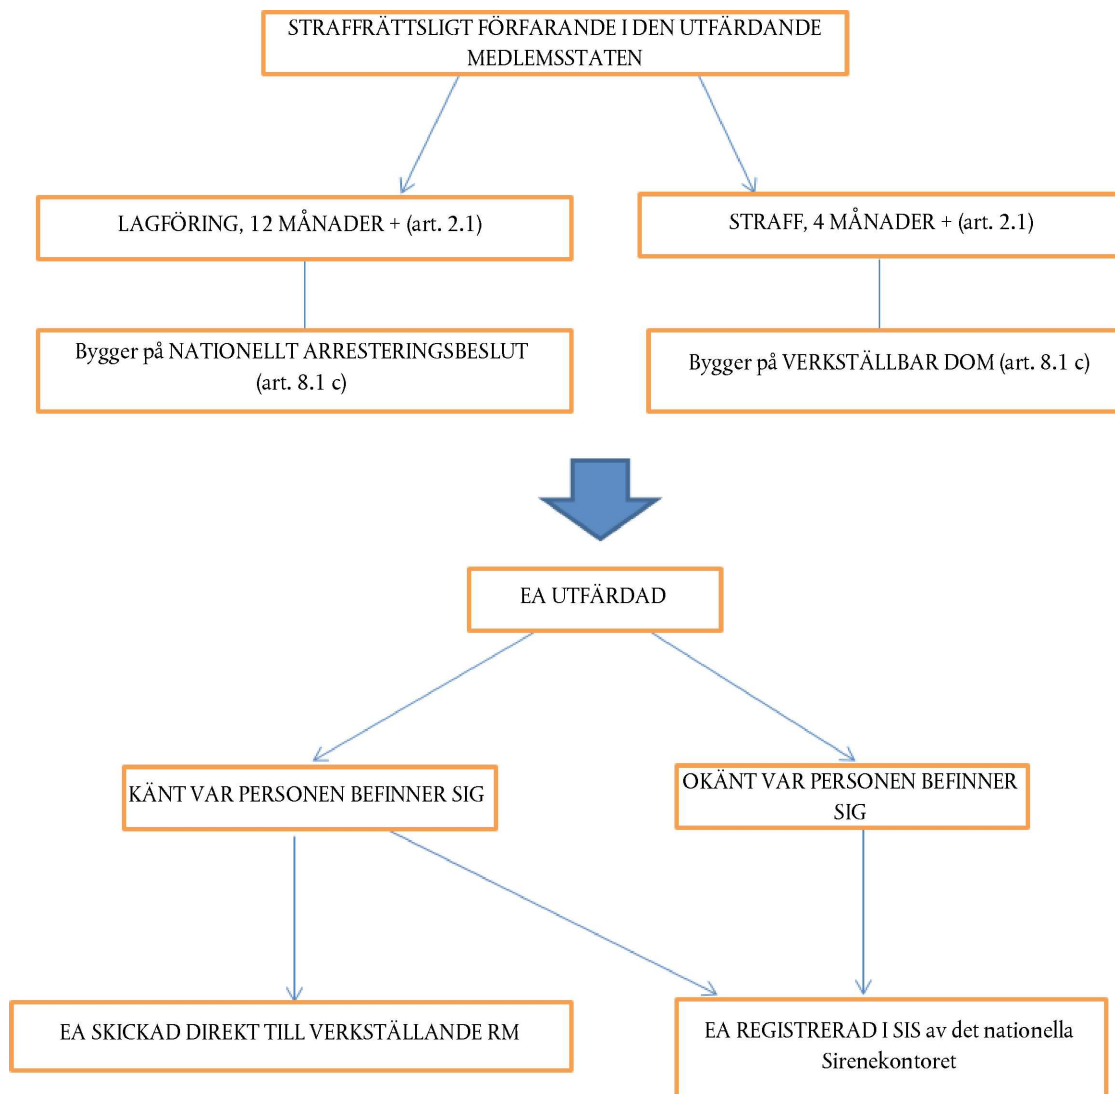 STRAFFRÄTTSLIGT FÖRFARANDE I DEN UTFÄRDANDE
MEDLEMSSTATEN
LAGFÖRING, 12 MÅNADER + (art. 2.1)
STRAFF, 4 MÅNADER + (art. 2.1)
Bygger på NATIONELLT ARRESTERINGSBESLUT
(art. 8.1 c)
Bygger på VERKSTÄLLBAR DOM (art. 8.1 c)
EA UTFÄRDAD
KÄNT VAR PERSONEN BEFINNER SIG
OKÄNT VAR PERSONEN BEFINNER
SIG
EA SKICKAD DIREKT TILL VERKSTÄLLANDE RM
EA REGISTRERAD I SIS av det nationella
Sirenekontoret